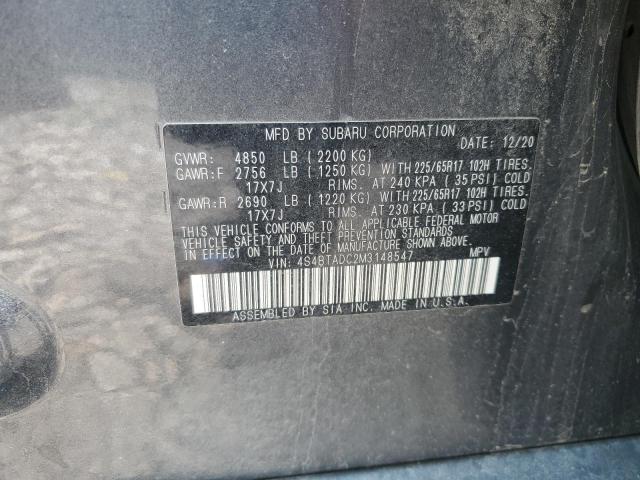 MFD BY SUBARU CORPORATION
DATE: 12/20
GVWR: 4850 LB ( 2200 KG)
GAWR:F 2756 LB ( 1250 KG) WITH 225/65R17 102H TIRES.
17X7J RIMS. AT 240 KPA ( 35 PSI) COLD
GAWR:R 2690 LB ( 1220 KG) WITH 225/65R17 102H TIRES.
17X7J RIMS. AT 230 KPA ( 33 PSI) COLD
THIS VEHICLE CONFORMS TO ALL APPLICABLE FEDERAL MOTOR
VEHICLE SAFETY AND THEFT PREVENTION STANDARDS
IN EFFECT ON THE DATE OF MANUFACTURE SHOWN ABOVE.
VIN: 4S4BTADC2M3148547 MPV
ASSEMBLED BY SIA INC. MADE IN U.S.A.